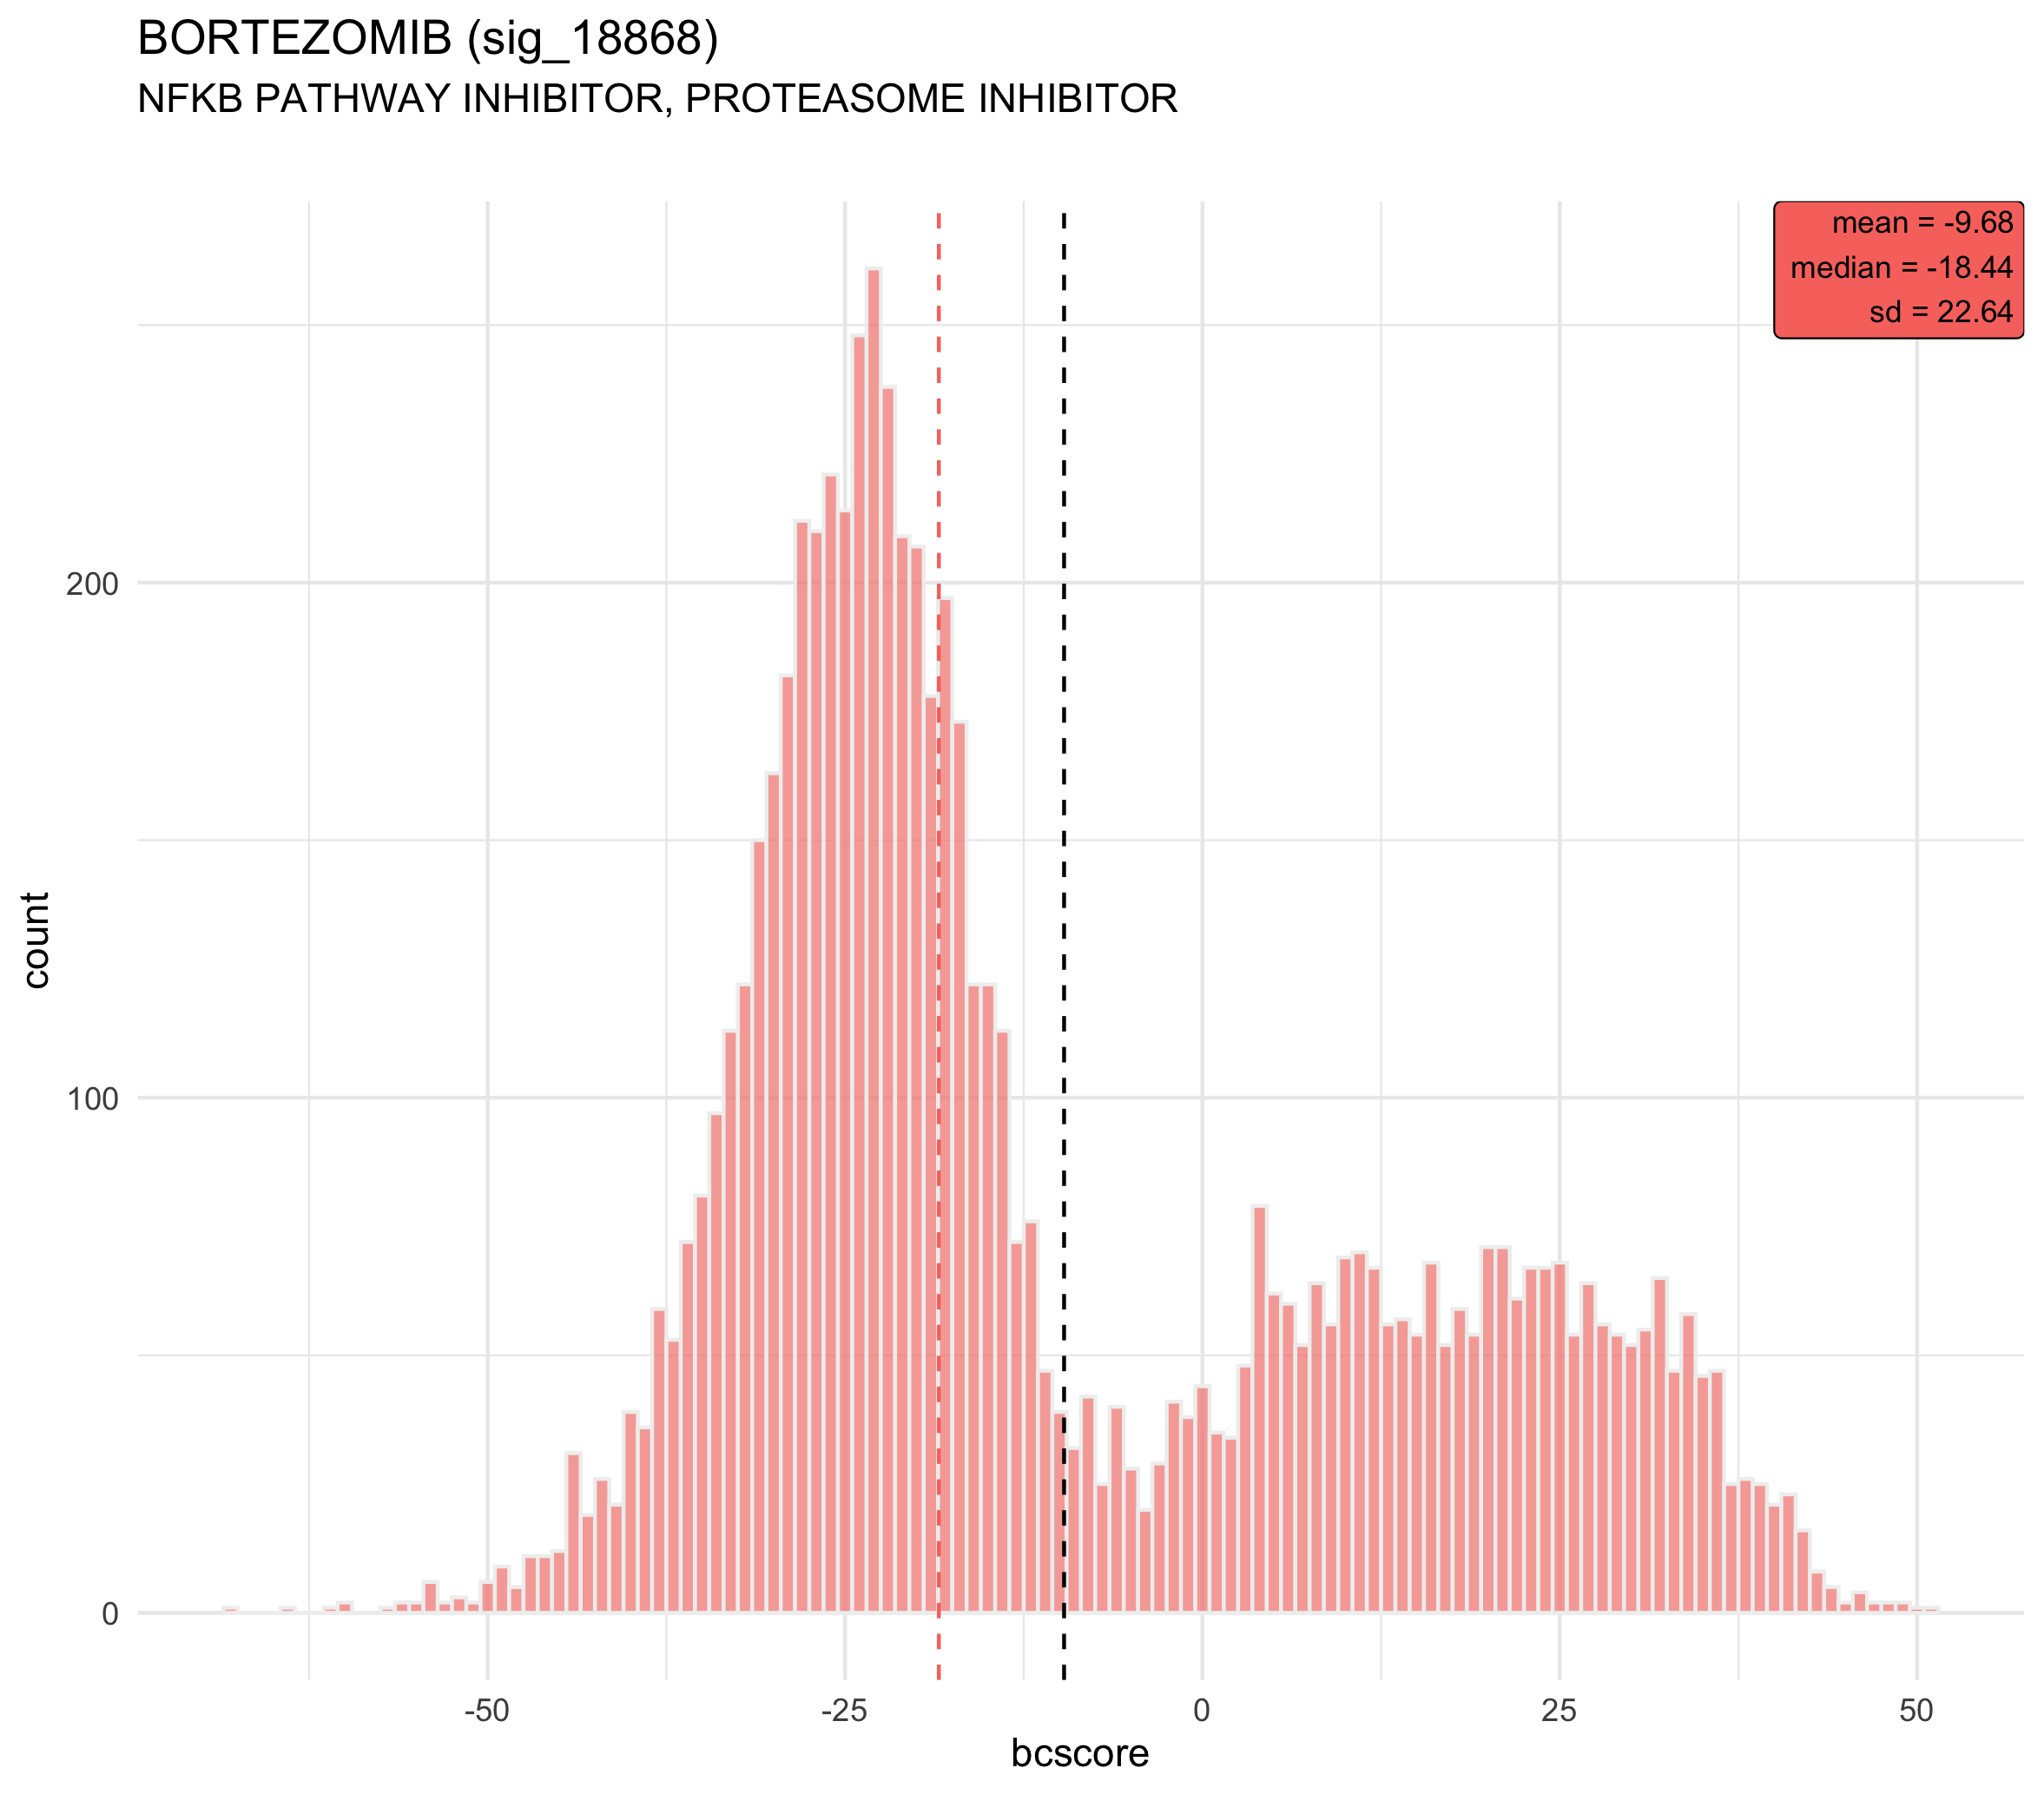 BORTEZOMIB (sig_18868)
NFKB PATHWAY INHIBITOR, PROTEASOME INHIBITOR
mean = -9.68
median = -18.44
sd = 22.64
count
200
100
0
-50
-25
0
25
50
bcscore